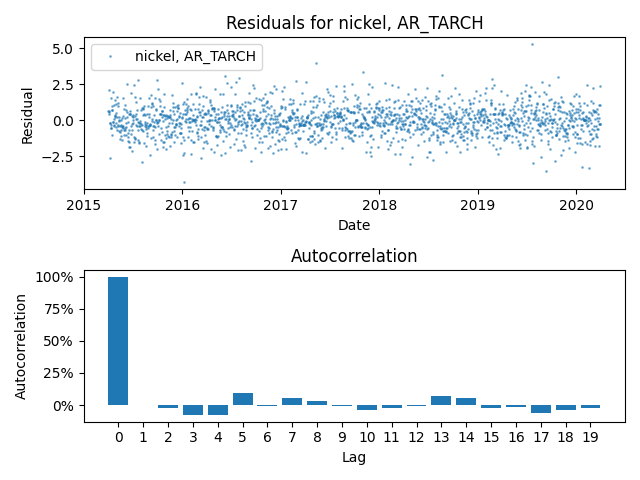 Residuals for nickel, AR_TARCH
5.0
2.5
0.0
−2.5
Residual
nickel, AR_TARCH
2015 2016 2017 2018 2019 2020
Date
Autocorrelation
100%
75%
50%
25%
0%
Autocorrelation
0 1 2 3 4 5 6 7 8 9 10 11 12 13 14 15 16 17 18 19
Lag